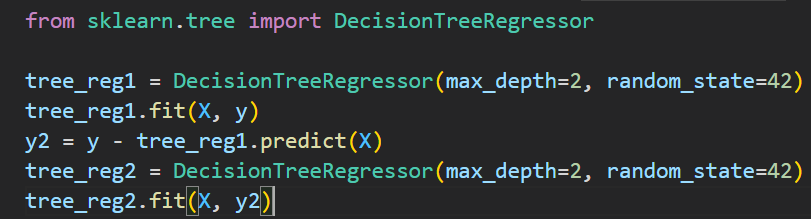 from sklearn.tree import DecisionTreeRegressor
tree_reg1 = DecisionTreeRegressor(max_depth=2, random_state=42)
tree_reg1.fit(X, y)
y2 = y - tree_reg1.predict(X)
tree_reg2 = DecisionTreeRegressor(max_depth=2, random_state=42)
tree_reg2.fit(X, y2)